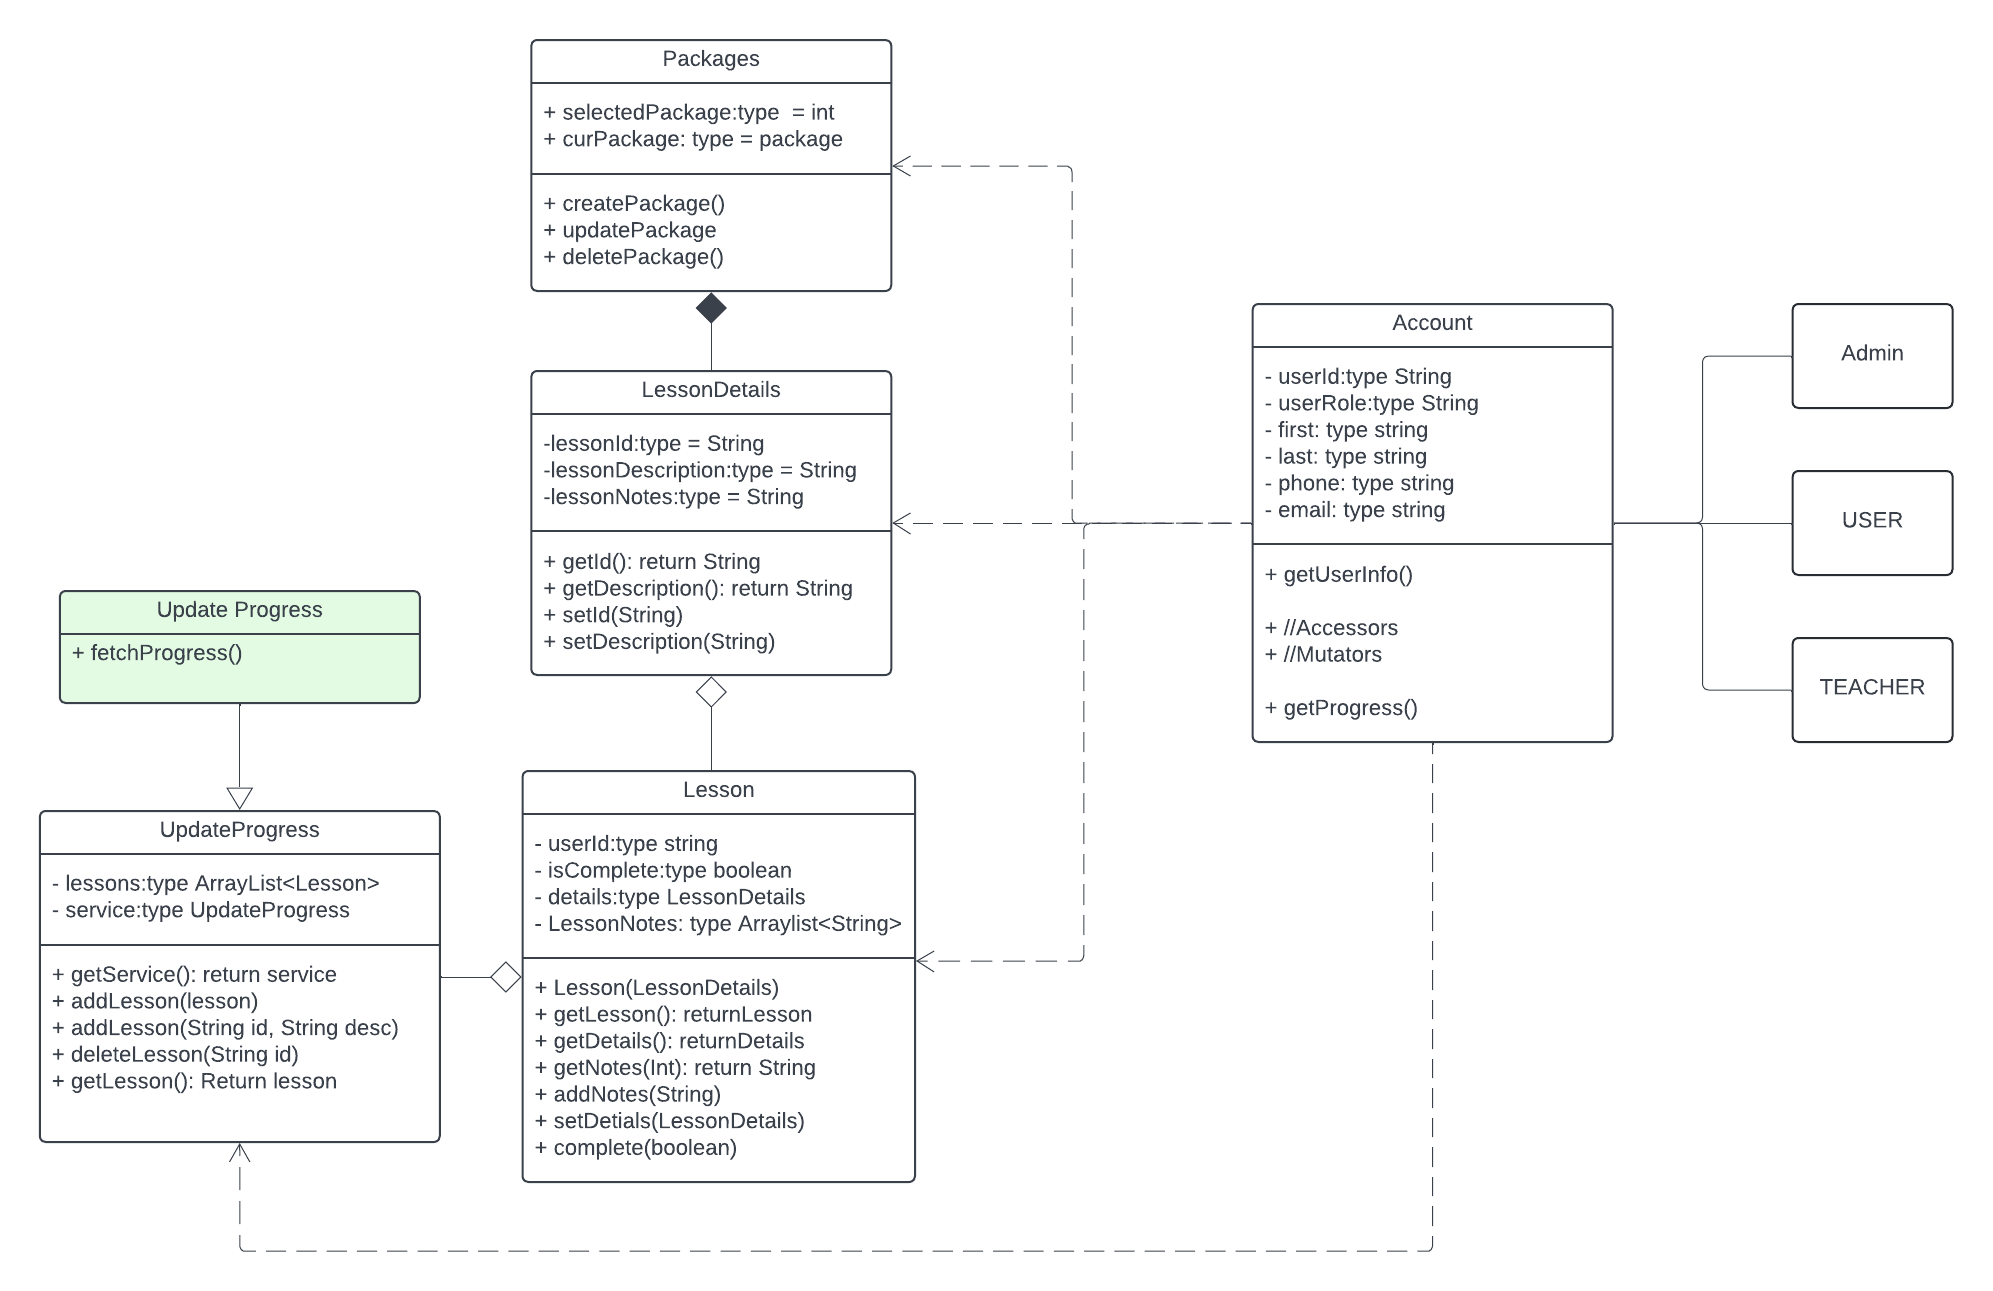 Packages
+ selectedPackage:type  = int
+ curPackage: type = package
+ createPackage()
+ updatePackage
+ deletePackage()
LessonDetails
-lessonId:type = String
-lessonDescription:type = String
-lessonNotes:type = String
+ getId(): return String
+ getDescription(): return String
+ setId(String)
+ setDescription(String)
Update Progress
+ fetchProgress()
UpdateProgress
- lessons:type ArrayList<Lesson>
- service:type UpdateProgress
+ getService(): return service
+ addLesson(lesson)
+ addLesson(String id, String desc)
+ deleteLesson(String id)
+ getLesson(): Return lesson
Lesson
- userId:type string
- isComplete:type boolean
- details:type LessonDetails
- LessonNotes: type Arraylist<String>
+ Lesson(LessonDetails)
+ getLesson(): returnLesson
+ getDetails(): returnDetails
+ getNotes(Int): return String
+ addNotes(String)
+ setDetials(LessonDetails)
+ complete(boolean)
Account
- userId:type String
- userRole:type String
- first: type string
- last: type string
- phone: type string
- email: type string
+ getUserInfo()
+ //Accessors
+ //Mutators
+ getProgress()
Admin
USER
TEACHER